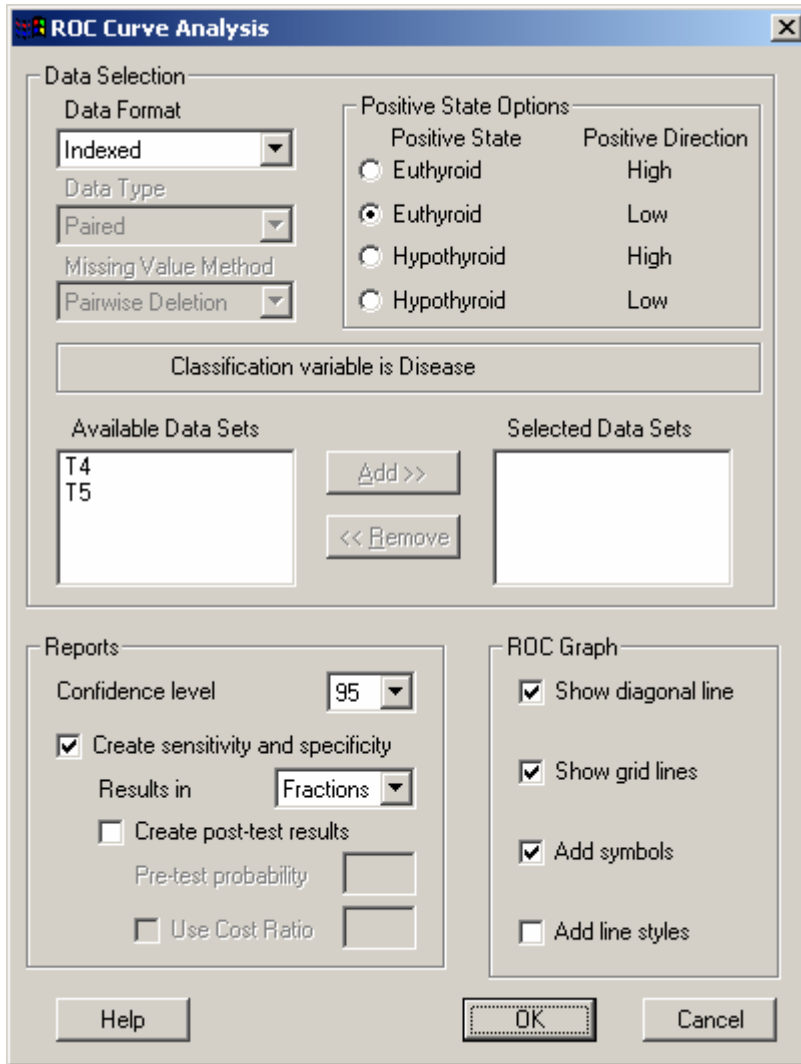 ROC Curve Analysis
Data Selection
Data Format
Indexed
Data Type
Paired
Missing Value Method
Pairwise Deletion
Positive State Options
Positive State Positive Direction
Euthyroid High
Euthyroid Low
Hypothyroid High
Hypothyroid Low
Classification variable is Disease
Available Data Sets
T4
T5
Add >>
<< Remove
Selected Data Sets
Reports
Confidence level 95
Create sensitivity and specificity
Results in Fractions
Create post-test results
Pre-test probability
Use Cost Ratio
ROC Graph
Show diagonal line
Show grid lines
Add symbols
Add line styles
Help
OK
Cancel